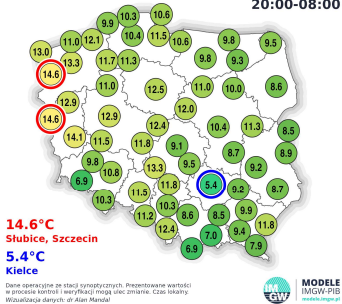 20:00-08:00
10.3 10.6
9.9
13.0 11.0 12.1 10.4 11.5 10.6 9.8 9.5
13.3 11.7 11.3 9.8 9.3
14.6
11.0 12.5 11.0 10.0 8.6
12.9
14.6 12.9 12.0
12.4 10.4 11.3 8.5
14.1 11.5
11.8 9.1 8.7 8.9
9.8 10.8 13.3 9.5 9.2
6.9 11.5 11.8 5.4 9.2 8.7
10.3
11.2 10.3 8.6 8.5 9.9
12.4 7.0 9.4 11.8
6.9 7.9
14.6°C
Słubice, Szczecin
5.4°C
Kielce
Dane operacyjne ze stacji synoptycznych. Prezentowane wartości
w procesie kontroli i weryfikacji mogą ulec zmianie. Czas lokalny.
Wizualizacja danych: dr Alan Mandal
IM
GW
MODELE
IMGW-PIB